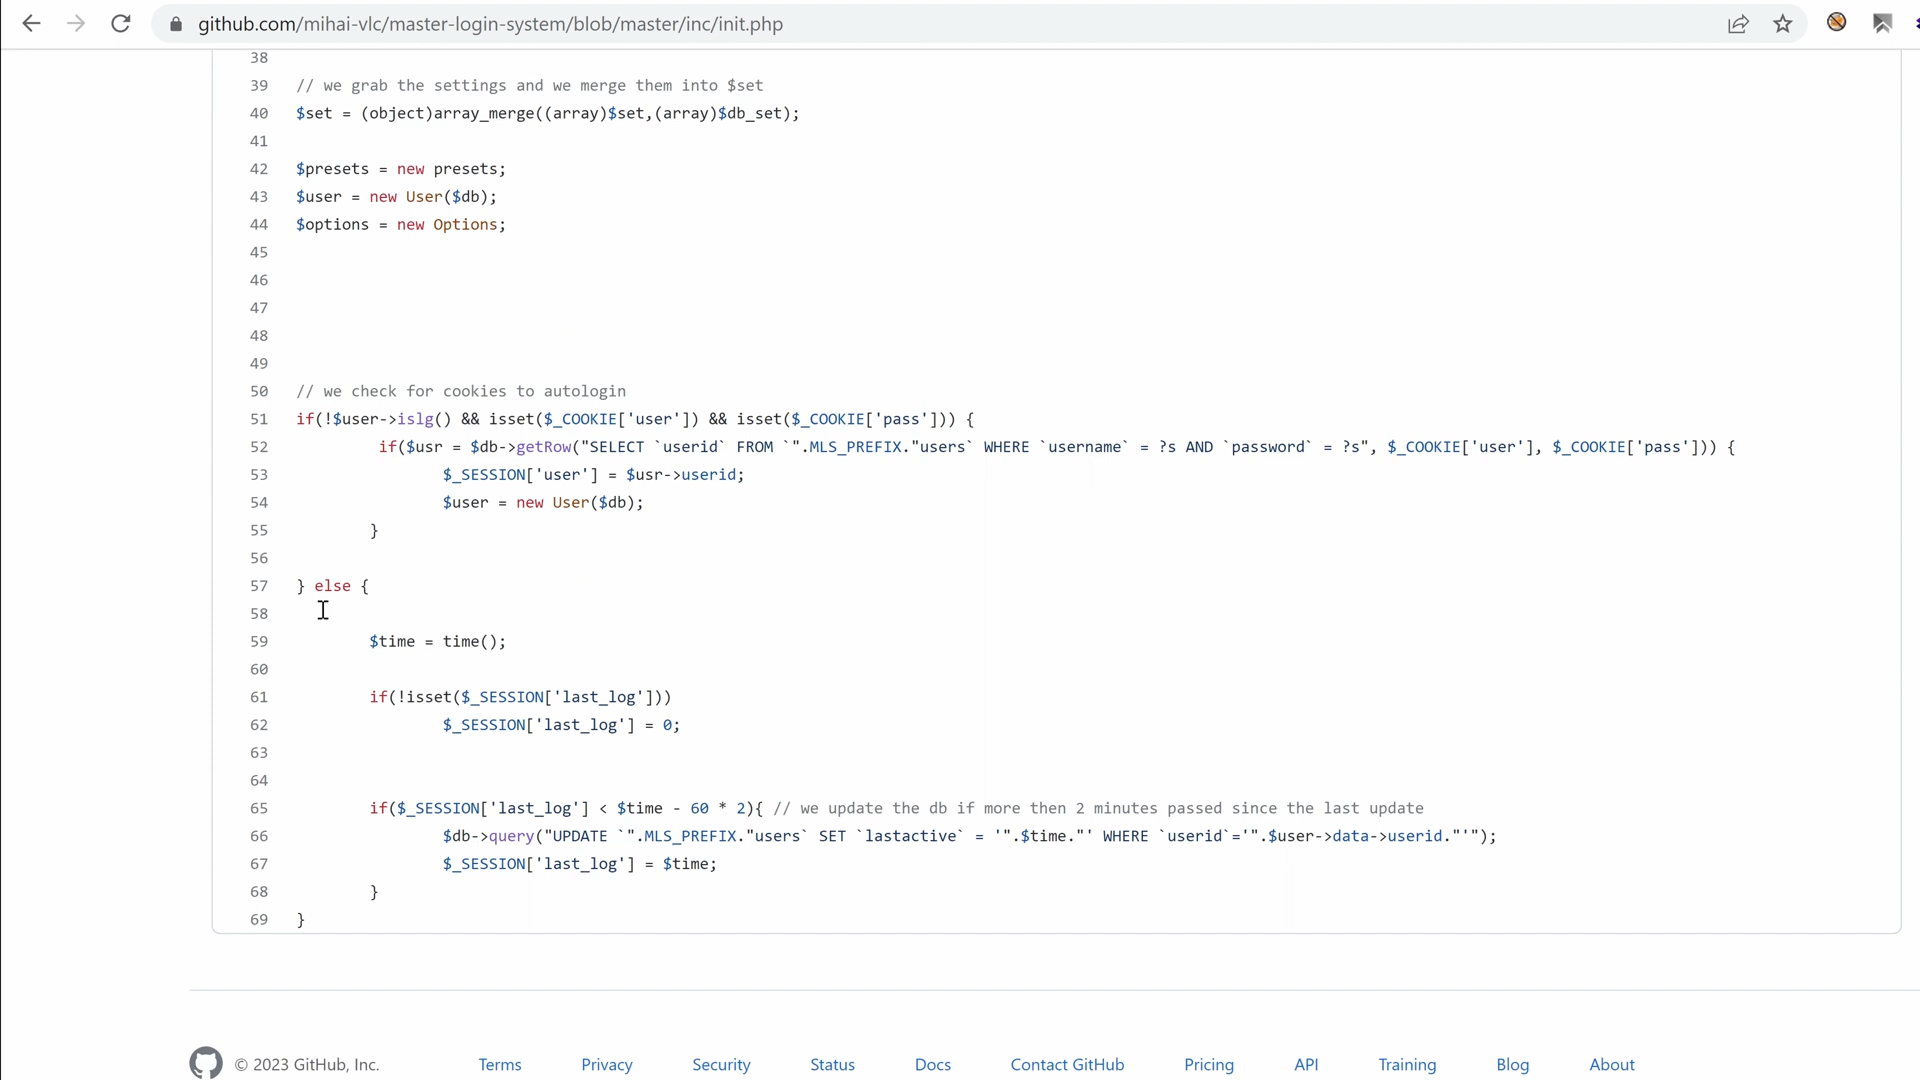 github.com/mihai-vlc/master-login-system/blob/master/inc/init.php
38
39 // we grab the settings and we merge them into $set
40 $set = (object)array_merge((array)$set,(array)$db_set);
41
42 $presets = new presets;
43 $user = new User($db);
44 $options = new Options;
45
46
47
48
49
50 // we check for cookies to autologin
51 if(!$user->islg() && isset($_COOKIE['user']) && isset($_COOKIE['pass'])) {
52 if($usr = $db->getRow("SELECT `userid` FROM `".MLS_PREFIX."users` WHERE `username` = ?s AND `password` = ?s", $_COOKIE['user'], $_COOKIE['pass'])) {
53 $_SESSION['user'] = $usr->userid;
54 $user = new User($db);
55 }
56
57 } else {
58
59 $time = time();
60
61 if(!isset($_SESSION['last_log']))
62 $_SESSION['last_log'] = 0;
63
64
65 if($_SESSION['last_log'] < $time - 60 * 2){ // we update the db if more then 2 minutes passed since the last update
66 $db->query("UPDATE `".MLS_PREFIX."users` SET `lastactive` = '".$time."' WHERE `userid`='".$user->data->userid."'");
67 $_SESSION['last_log'] = $time;
68 }
69 }
© 2023 GitHub, Inc. Terms Privacy Security Status Docs Contact GitHub Pricing API Training Blog About